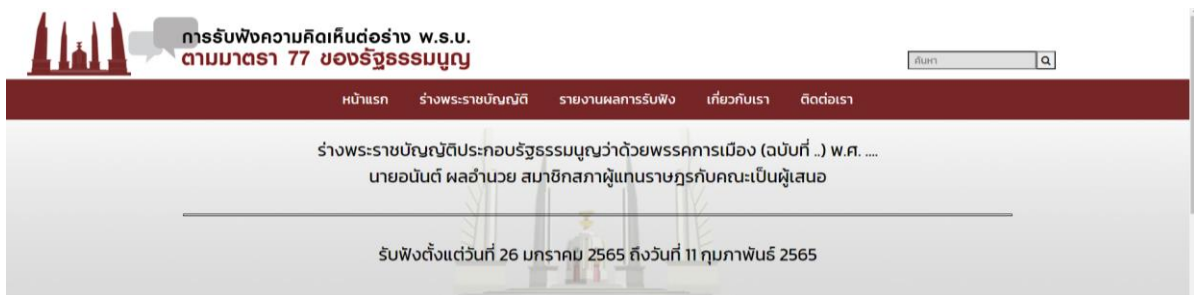 การรับฟังความคิดเห็นต่อร่าง พ.ร.บ.
ตามมาตรา 77 ของรัฐธรรมนูญ
ค้นหา
หน้าแรก ร่างพระราชบัญญัติ รายงานผลการรับฟัง เกี่ยวกับเรา ติดต่อเรา
ร่างพระราชบัญญัติประกอบรัฐธรรมนูญว่าด้วยพรรคการเมือง (ฉบับที่ ..) พ.ศ. ....
นายอนันต์ ผลอำนวย สมาชิกสภาผู้แทนราษฎรกับคณะเป็นผู้เสนอ
รับฟังตั้งแต่วันที่ 26 มกราคม 2565 ถึงวันที่ 11 กุมภาพันธ์ 2565